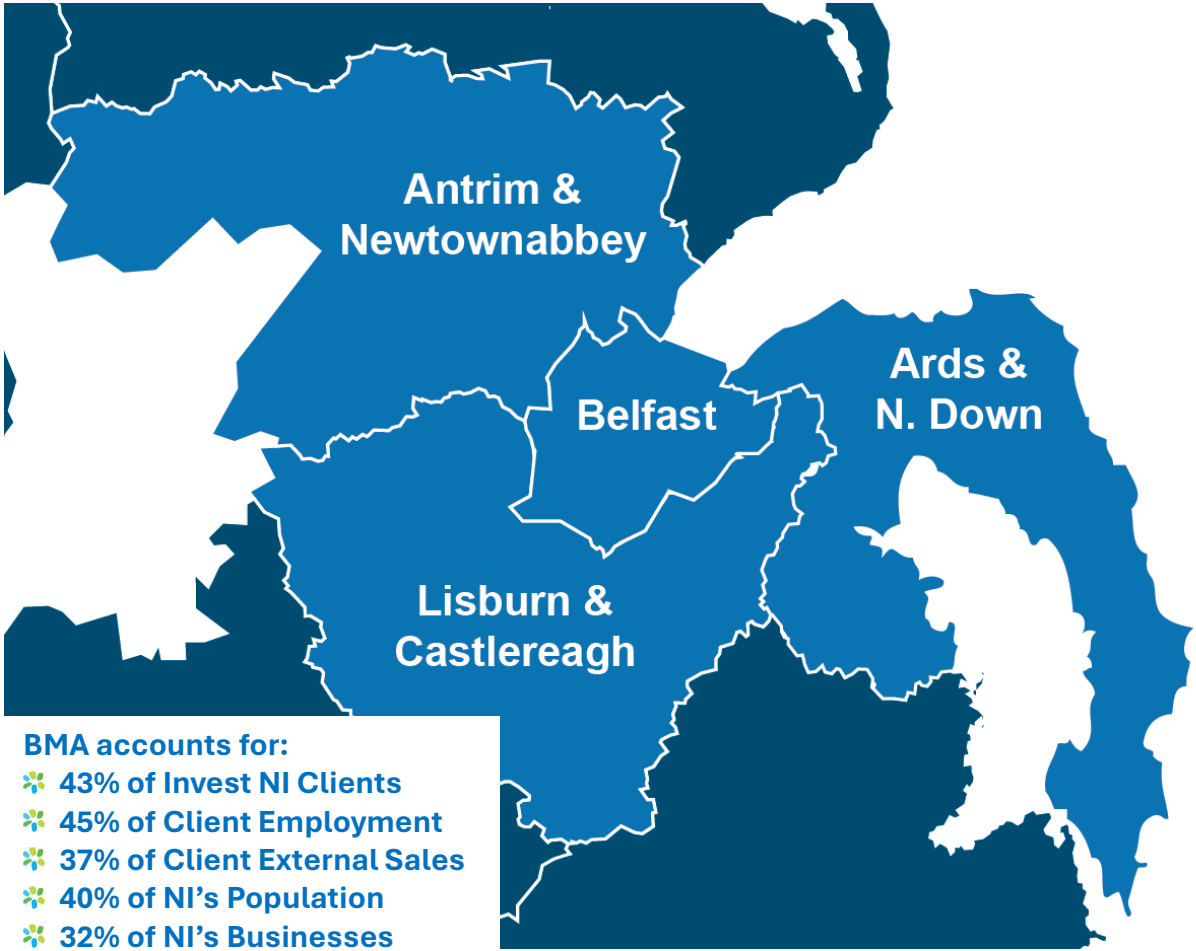 Antrim &
Newtownabbey
Ards &
N. Down
Belfast
Lisburn &
Castlereagh
BMA accounts for:
43% of Invest NI Clients
45% of Client Employment
37% of Client External Sales
40% of NI’s Population
32% of NI’s Businesses